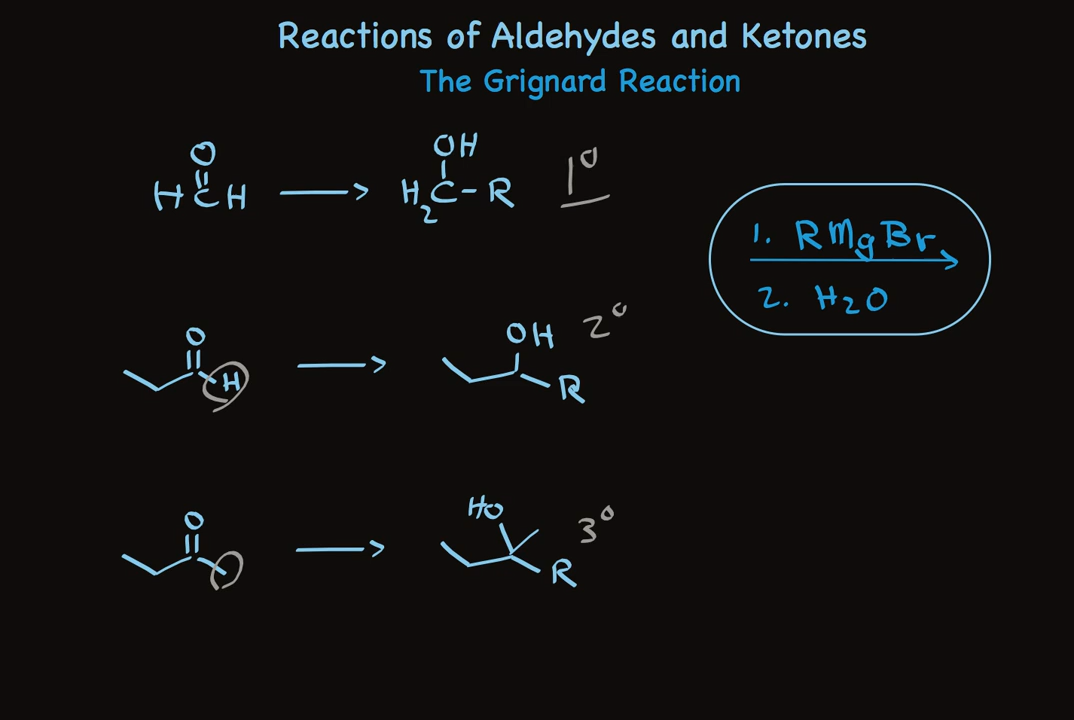 Reactions of Aldehydes and Ketones
The Grignard Reaction
O
H C H
OH
H2C-R
1°
1. RMgBr
2. H2O
O
H
OH
R
2°
O
HO
R
3°